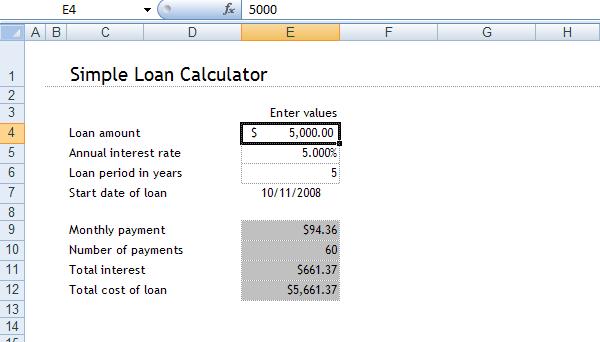 E4 fx 5000
A B C D E F G H
1 Simple Loan Calculator
2
3 Enter values
4 Loan amount $ 5,000.00
5 Annual interest rate 5.000%
6 Loan period in years 5
7 Start date of loan 10/11/2008
8
9 Monthly payment $94.36
10 Number of payments 60
11 Total interest $661.37
12 Total cost of loan $5,661.37
13
14
15